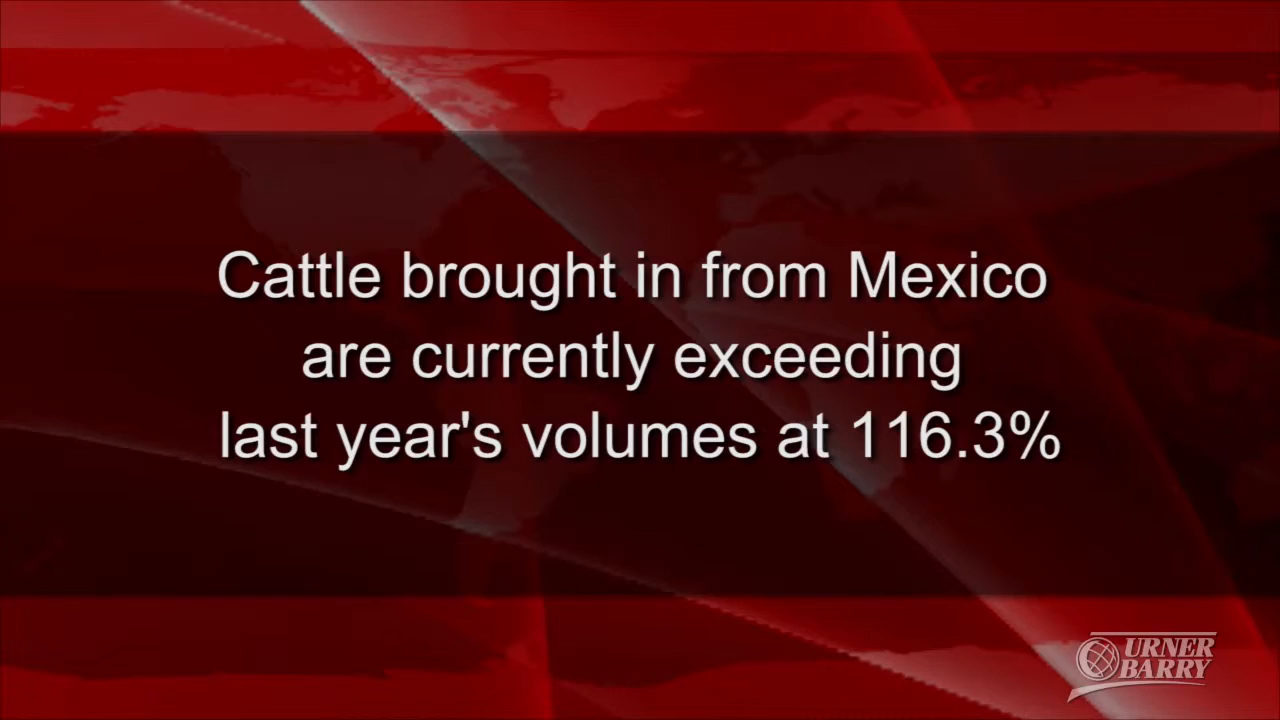 Cattle brought in from Mexico
are currently exceeding
last year's volumes at 116.3%
URNER
BARRY